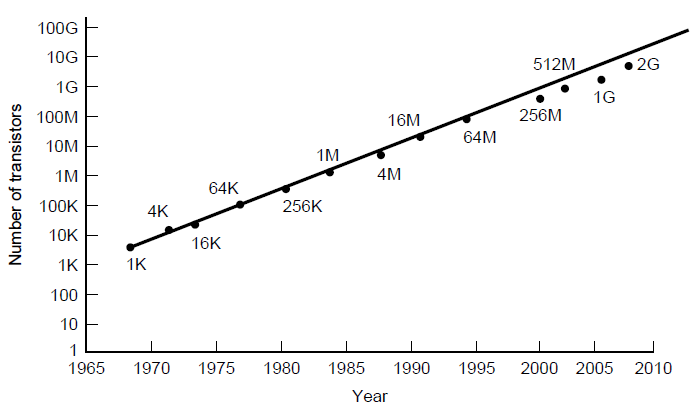 100G
10G
512M
2G
1G
1G
16M
256M
100M
64M
10M
1M
4M
1M
64K
256K
100K
4K
16K
10K
1K
1K
100
10
1
Number of transistors
1965 1970 1975 1980 1985 1990 1995 2000 2005 2010
Year